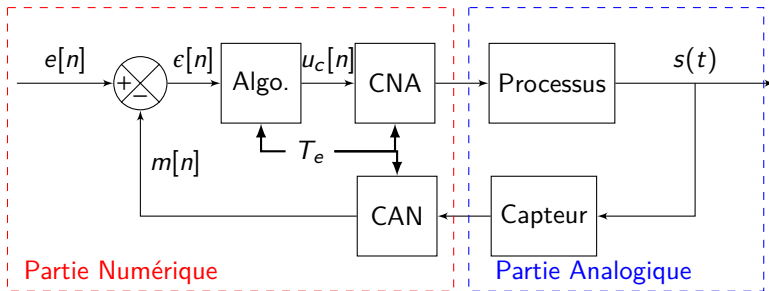 e[n]
ϵ[n]
u_c[n]
s(t)
+
−
Algo.
CNA
Processus
T_e
m[n]
CAN
Capteur
Partie Numérique
Partie Analogique